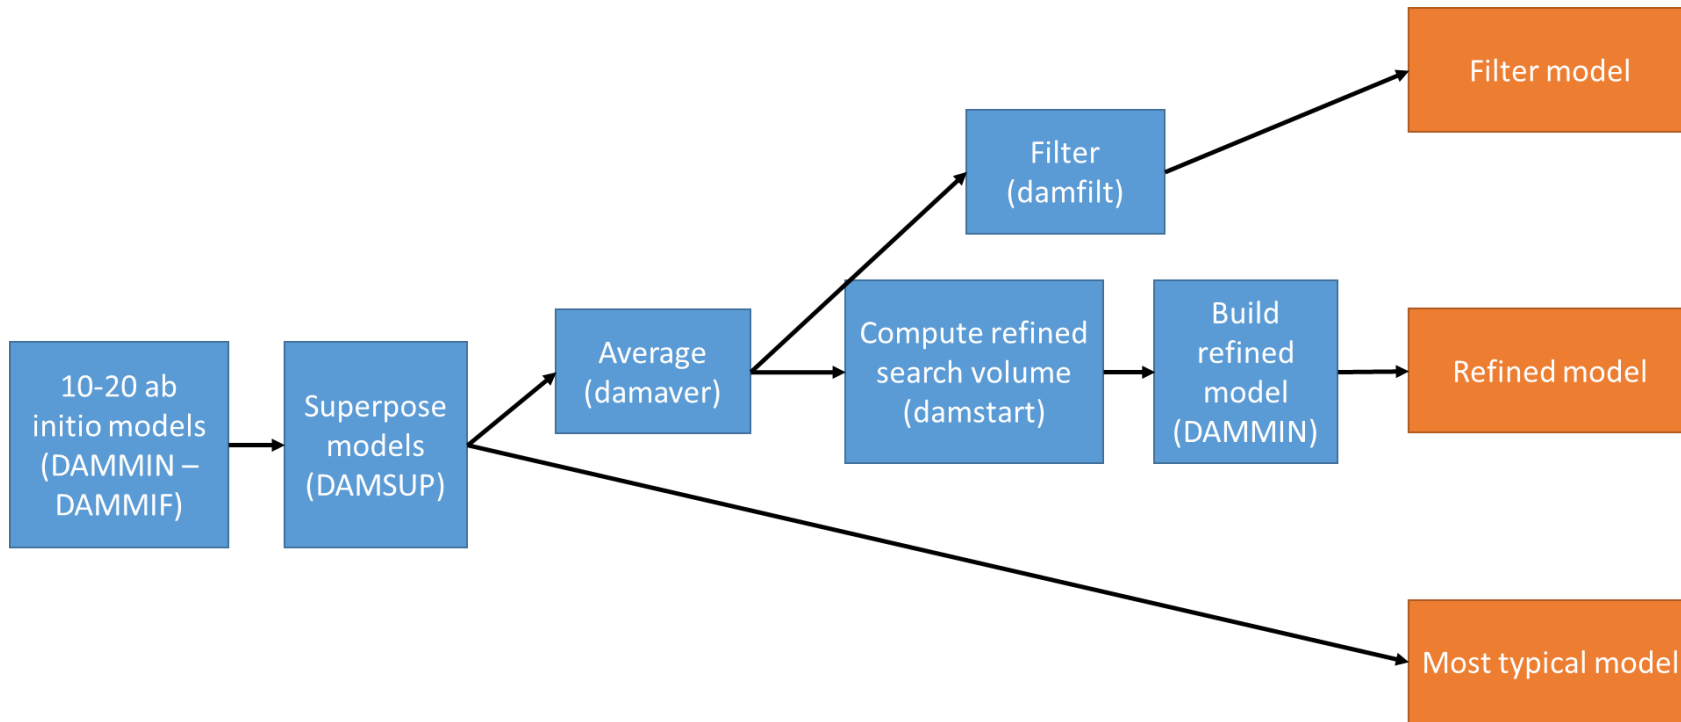 10-20 ab
initio models
(DAMMIN –
DAMMIF)
Superpose
models
(DAMSUP)
Average
(damaver)
Filter
(damfilt)
Compute refined
search volume
(damstart)
Build
refined
model
(DAMMIN)
Filter model
Refined model
Most typical model